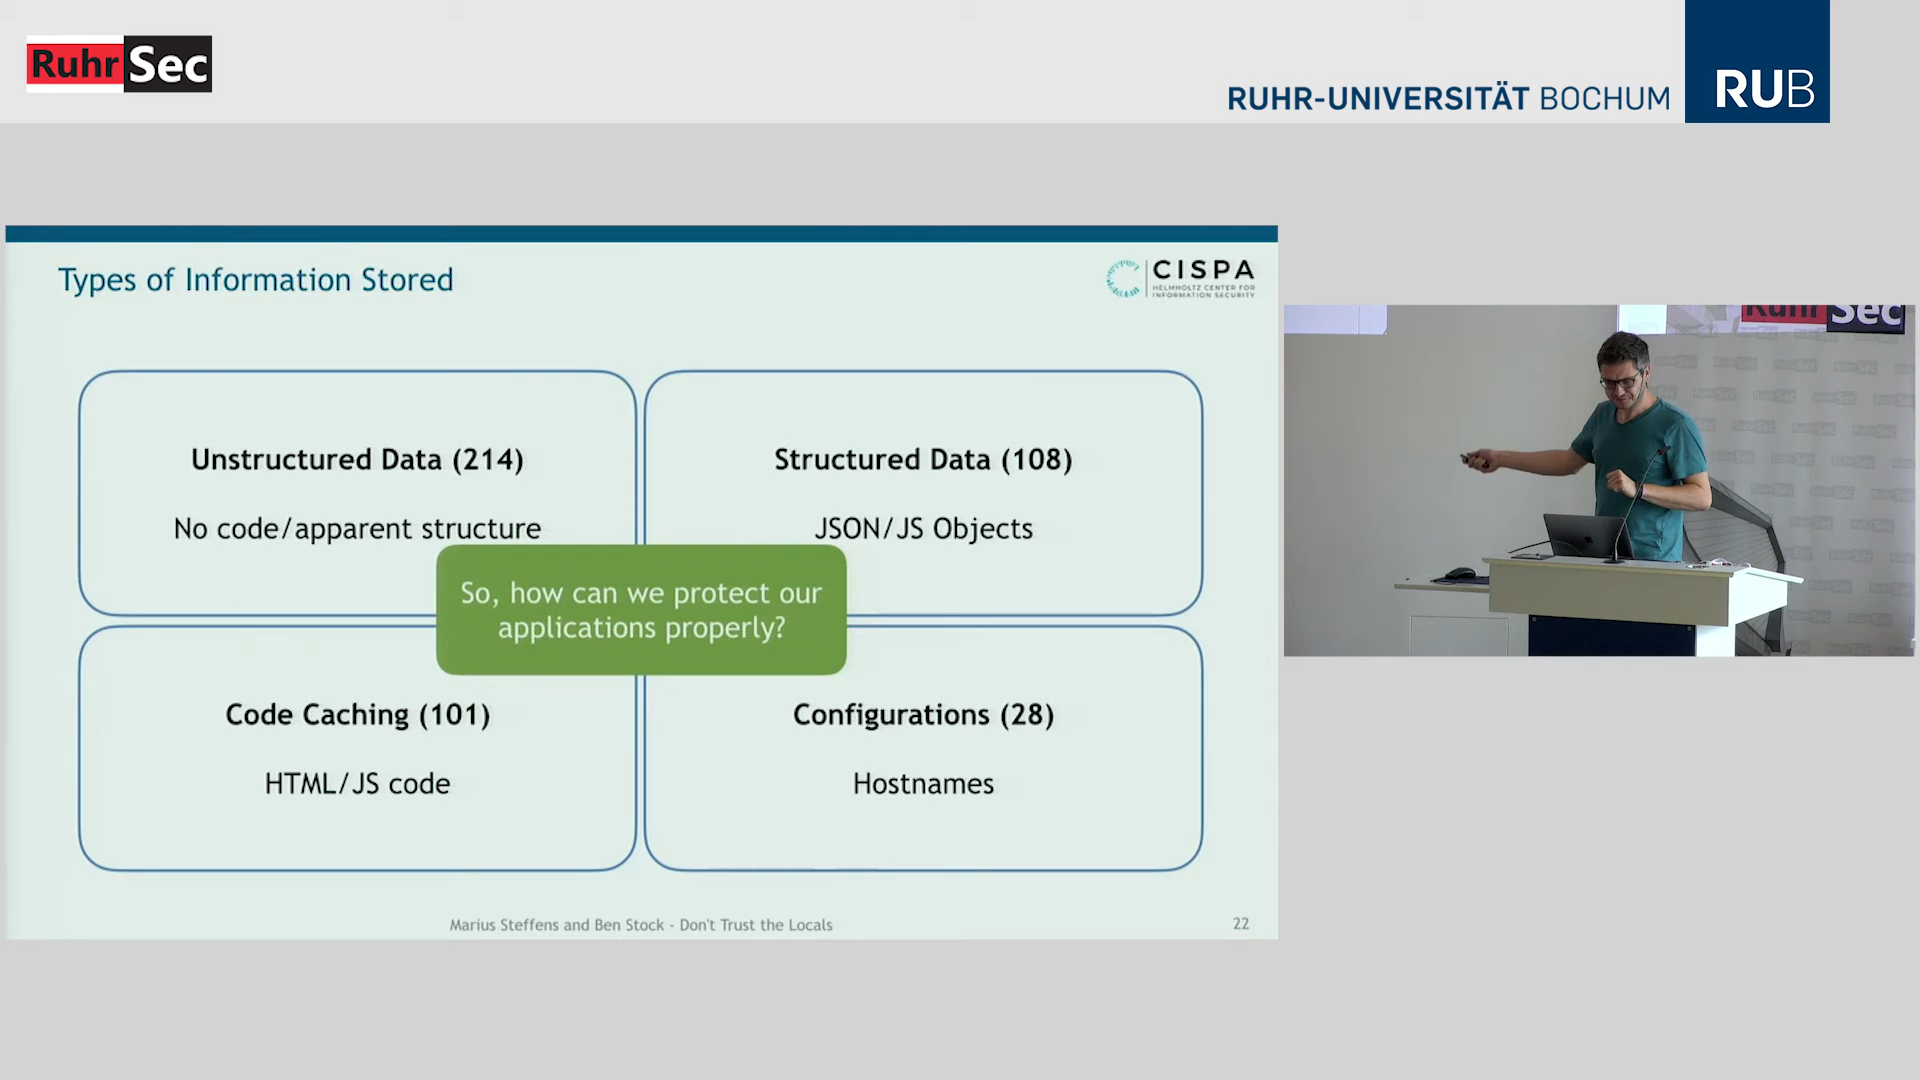 Ruhr Sec
RUHR-UNIVERSITÄT BOCHUM
RUB
Types of Information Stored
CISPA
HELMHOLTZ CENTER FOR
INFORMATION SECURITY
Unstructured Data (214)
No code/apparent structure
Structured Data (108)
JSON/JS Objects
So, how can we protect our
applications properly?
Code Caching (101)
HTML/JS code
Configurations (28)
Hostnames
Marius Steffens and Ben Stock - Don't Trust the Locals
22
Ruhr Sec